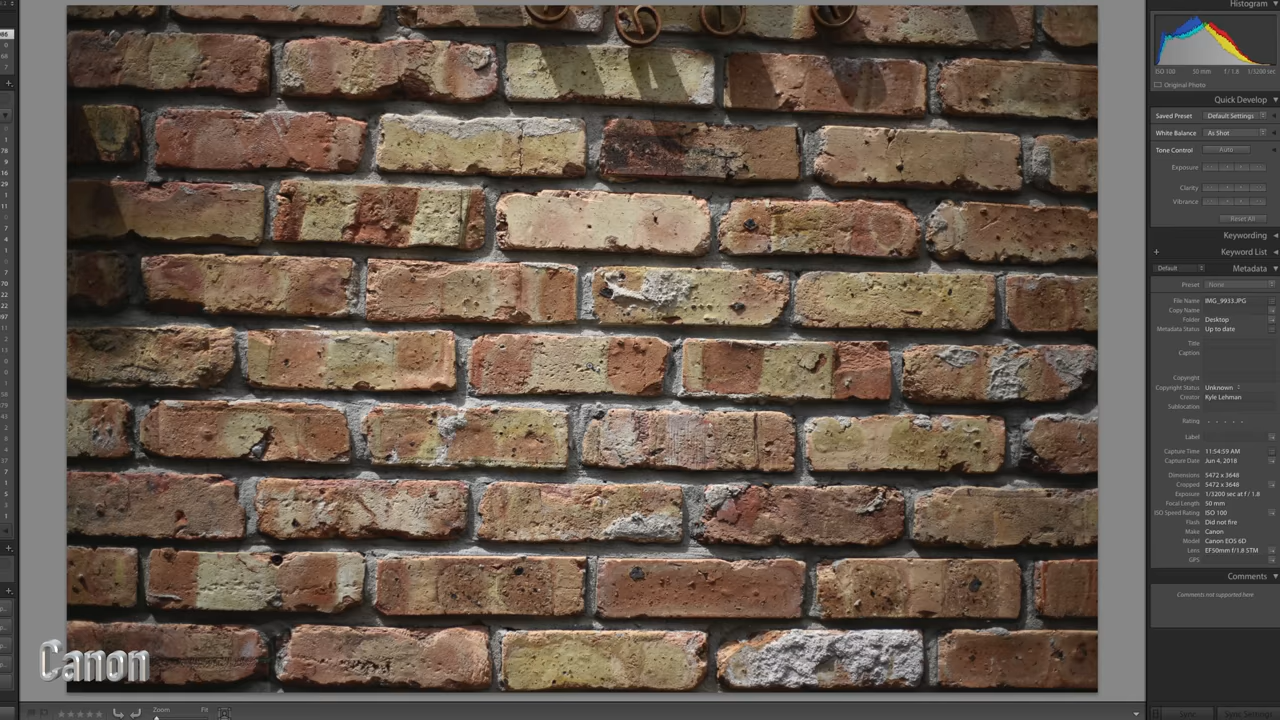 Histogram
ISO 100 50 mm f / 1.8 1/3200 sec
Original Photo
Quick Develop
Saved Preset Default Settings
White Balance As Shot
Tone Control Auto
Exposure
Clarity
Vibrance
Reset All
Keywording
+ Keyword List
Default Metadata
Preset None
File Name IMG_9933.JPG
Copy Name
Folder Desktop
Metadata Status Up to date
Title
Caption
Copyright
Copyright Status Unknown
Creator Kyle Lehman
Sublocation
Rating
Label
Capture Time 11:54:59 AM
Capture Date Jun 4, 2018
Dimensions 5472 x 3648
Cropped 5472 x 3648
Exposure 1/3200 sec at f / 1.8
Focal Length 50 mm
ISO Speed Rating ISO 100
Flash Did not fire
Make Canon
Model Canon EOS 6D
Lens EF50mm f/1.8 STM
GPS
Comments
Comments not supported here
Canon
Zoom Fit